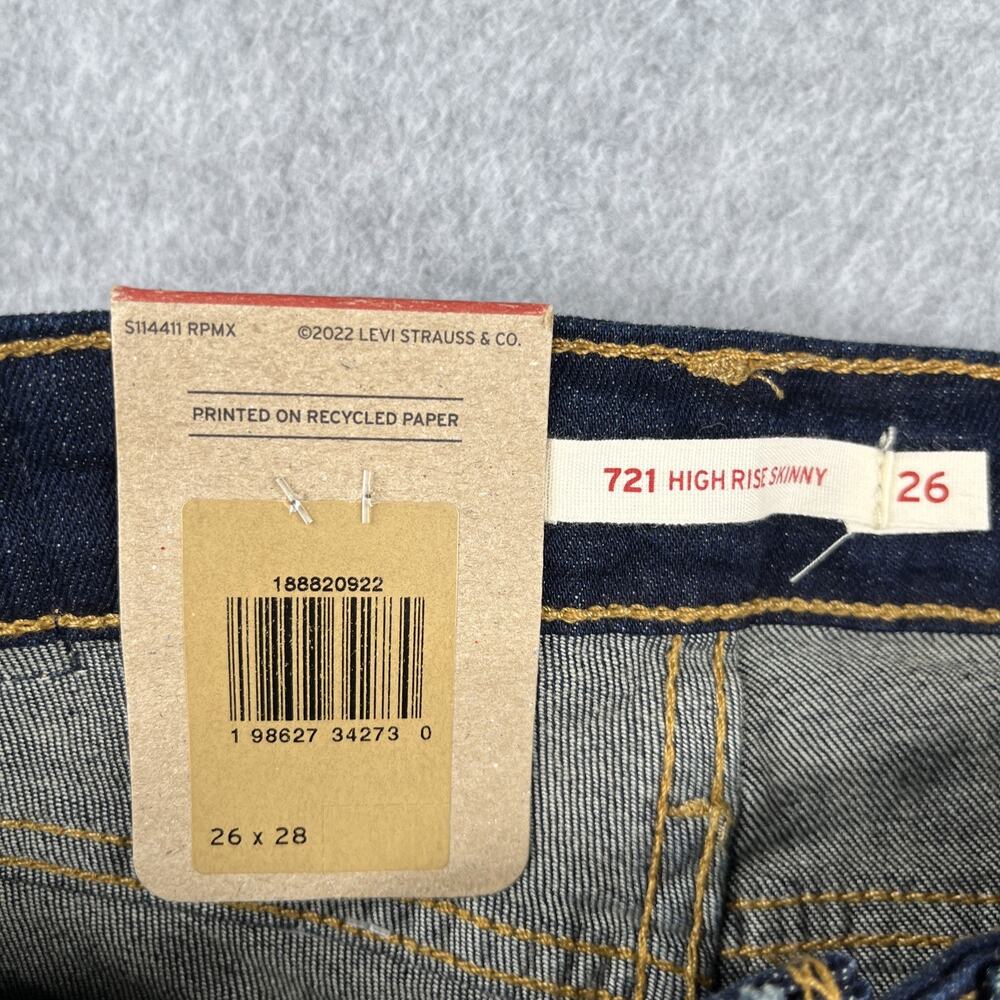 S114411 RPMX
©2022 LEVI STRAUSS & CO.
PRINTED ON RECYCLED PAPER
721 HIGH RISE SKINNY
26
188820922
1 98627 34273 0
26 x 28